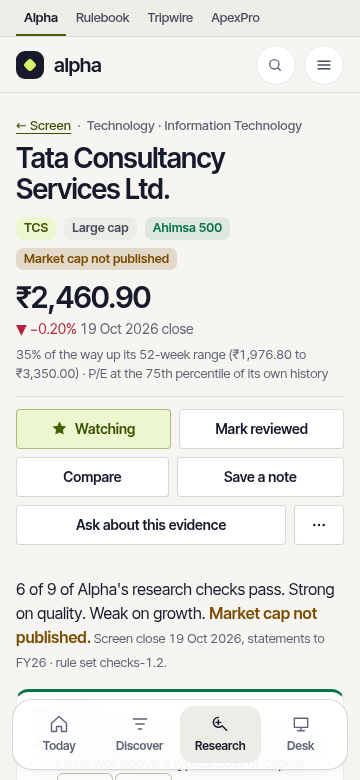 Alpha Rulebook Tripwire ApexPro
alpha
← Screen · Technology · Information Technology
Tata Consultancy
Services Ltd.
TCS Large cap Ahimsa 500
Market cap not published
₹2,460.90
▼ −0.20% 19 Oct 2026 close
35% of the way up its 52-week range (₹1,976.80 to
₹3,350.00) · P/E at the 75th percentile of its own history
★ Watching Mark reviewed
Compare Save a note
Ask about this evidence ···
6 of 9 of Alpha's research checks pass. Strong
on quality. Weak on growth. Market cap not
published. Screen close 19 Oct 2026, statements to
FY26 · rule set checks-1.2.
Today Discover Research Desk